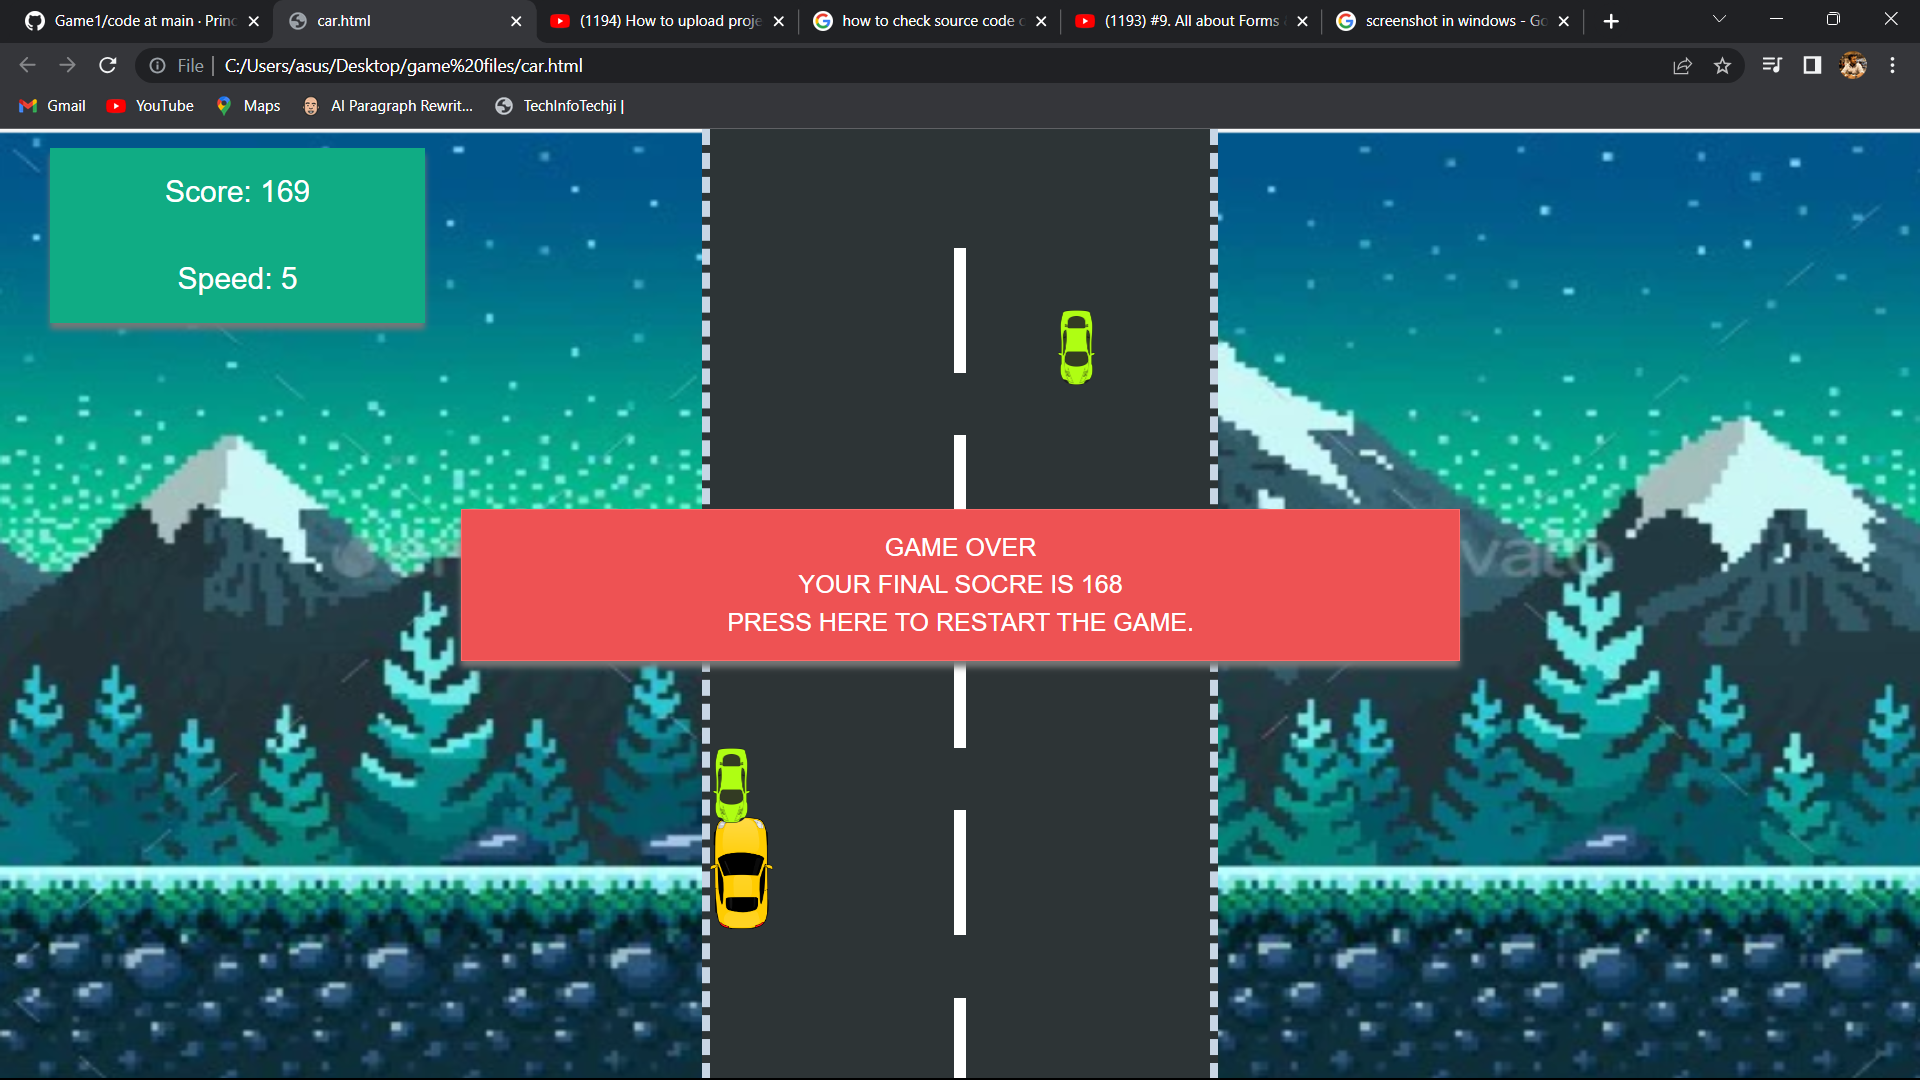 Game1/code at main · Princ
car.html
(1194) How to upload proje
how to check source code o
(1193) #9. All about Forms
screenshot in windows - Go
File
C:/Users/asus/Desktop/game%20files/car.html
Gmail
YouTube
Maps
AI Paragraph Rewrit...
TechInfoTechji |
Score: 169
Speed: 5
GAME OVER
YOUR FINAL SOCRE IS 168
PRESS HERE TO RESTART THE GAME.